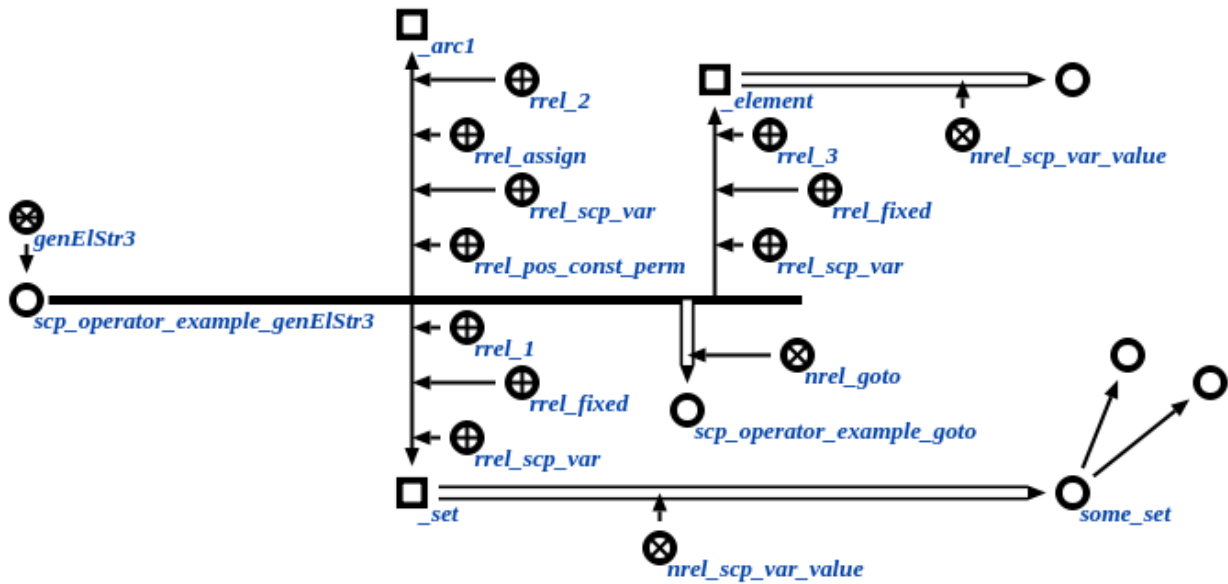 _arc1
rrel_2
_element
rrel_assign
rrel_3
nrel_scp_var_value
rrel_scp_var
rrel_fixed
genElStr3
rrel_pos_const_perm
rrel_scp_var
scp_operator_example_genElStr3
rrel_1
nrel_goto
rrel_fixed
scp_operator_example_goto
rrel_scp_var
_set
some_set
nrel_scp_var_value